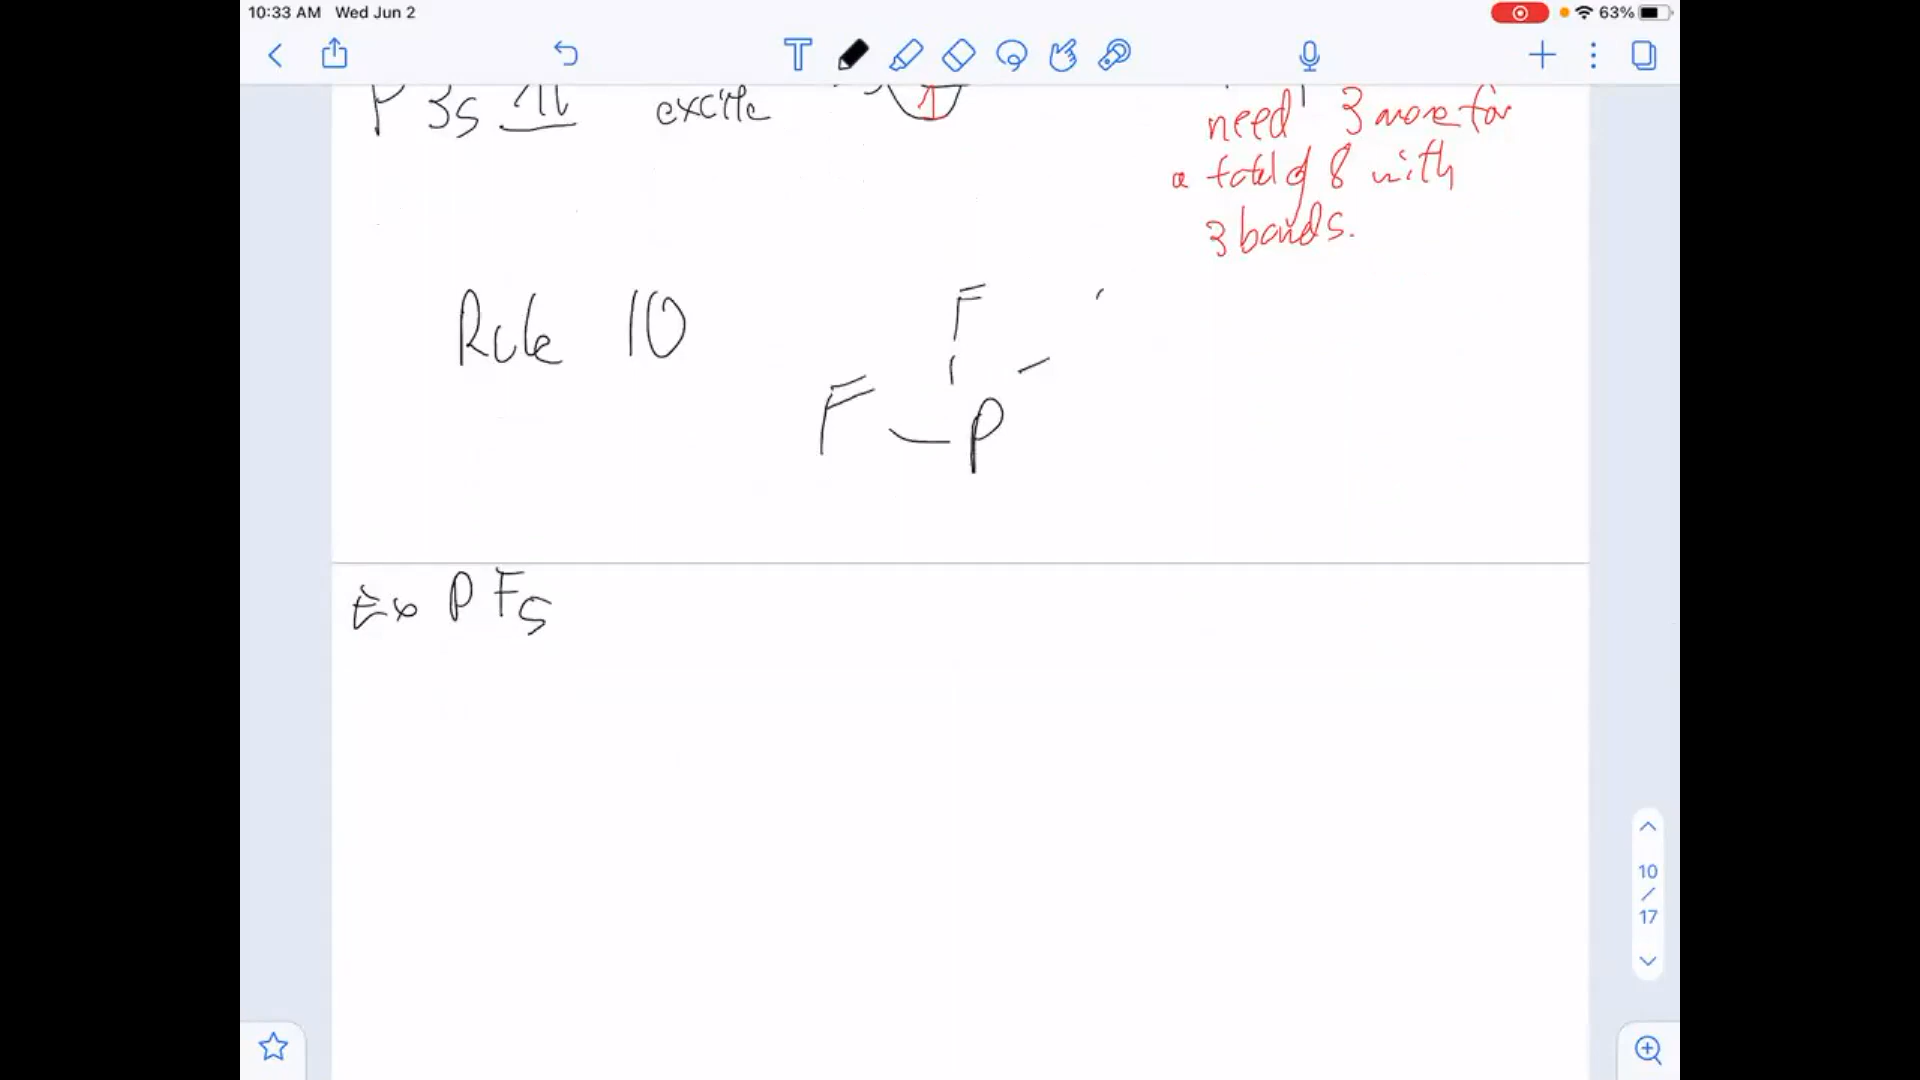 10:33 AM Wed Jun 2
63%
T
P 3s excite
need 3 more for
a total of 8 with
3 bonds.
Rule 10
F
F P
Ex PF5
10
/
17